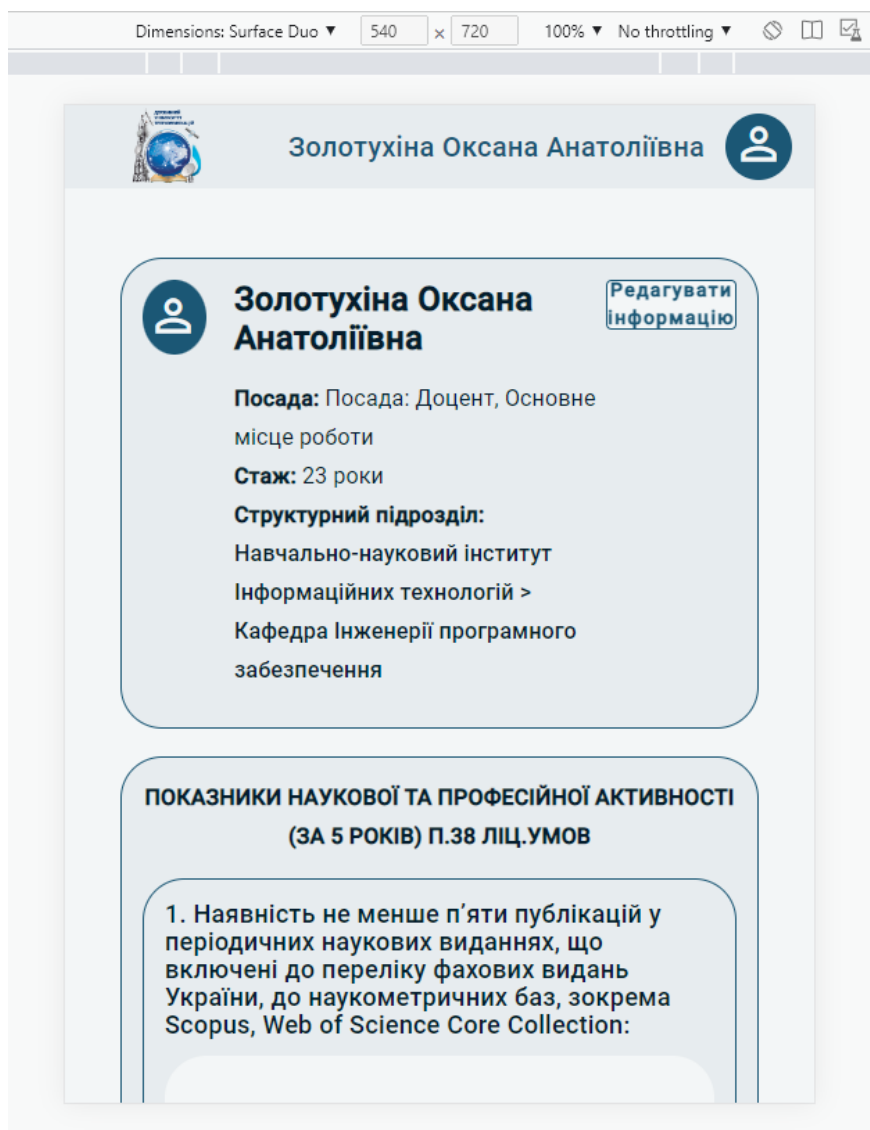 Dimensions: Surface Duo ▼ 540 × 720 100% ▼ No throttling ▼
Золотухіна Оксана Анатоліївна
Золотухіна Оксана
Анатоліївна
Редагувати
інформацію
Посада: Посада: Доцент, Основне
місце роботи
Стаж: 23 роки
Структурний підрозділ:
Навчально-науковий інститут
Інформаційних технологій >
Кафедра Інженерії програмного
забезпечення
ПОКАЗНИКИ НАУКОВОЇ ТА ПРОФЕСІЙНОЇ АКТИВНОСТІ
(ЗА 5 РОКІВ) П.38 ЛІЦ.УМОВ
1. Наявність не менше п’яти публікацій у
періодичних наукових виданнях, що
включені до переліку фахових видань
України, до наукометричних баз, зокрема
Scopus, Web of Science Core Collection: